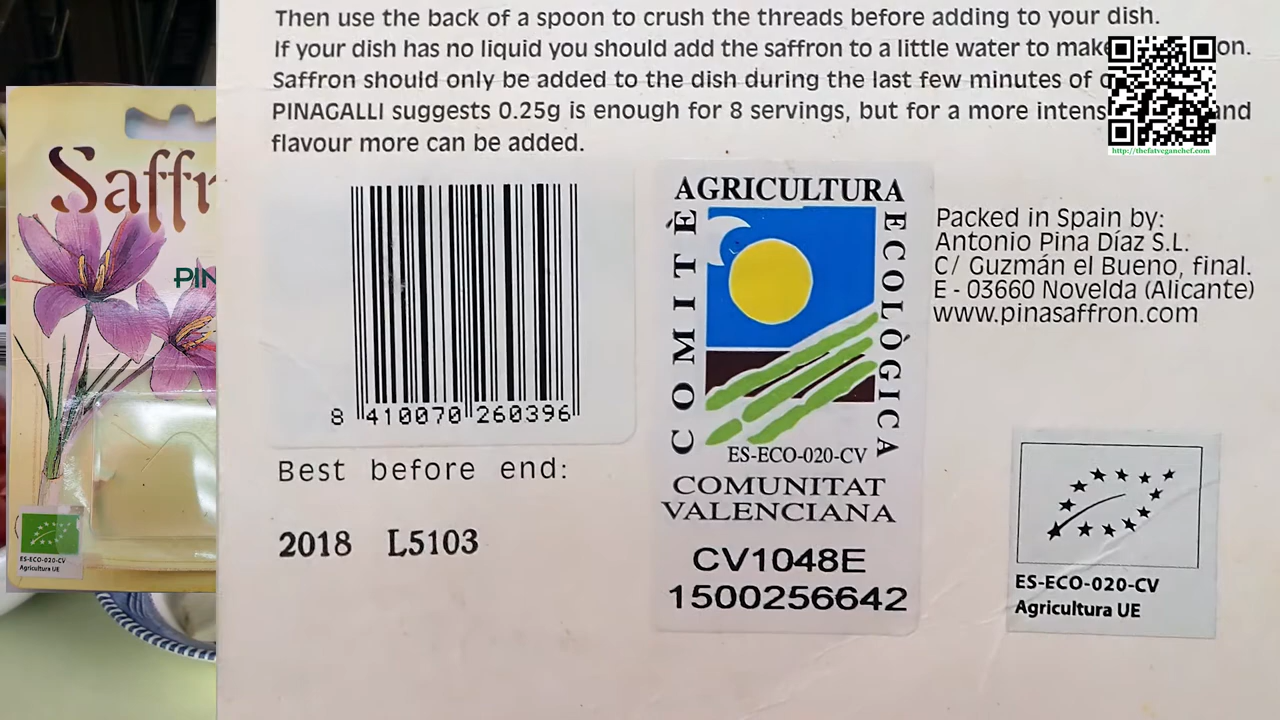 Then use the back of a spoon to crush the threads before adding to your dish.
If your dish has no liquid you should add the saffron to a little water to make on.
Saffron should only be added to the dish during the last few minutes of
PINAGALLI suggests 0.25g is enough for 8 servings, but for a more and
flavour more can be added.
http://thefatveganchef.com
8 410070 260396
Best before end:
2018 L5103
AGRICULTURA
COMITÉ
ECOLÒGICA
ES-ECO-020-CV
COMUNITAT
VALENCIANA
CV1048E
1500256642
Packed in Spain by:
Antonio Pina Díaz S.L.
C/ Guzmán el Bueno, final.
E - 03660 Novelda (Alicante)
www.pinasaffron.com
ES-ECO-020-CV
Agricultura UE
Saffr
PIN
ES-ECO-020-CV
Agricultura UE